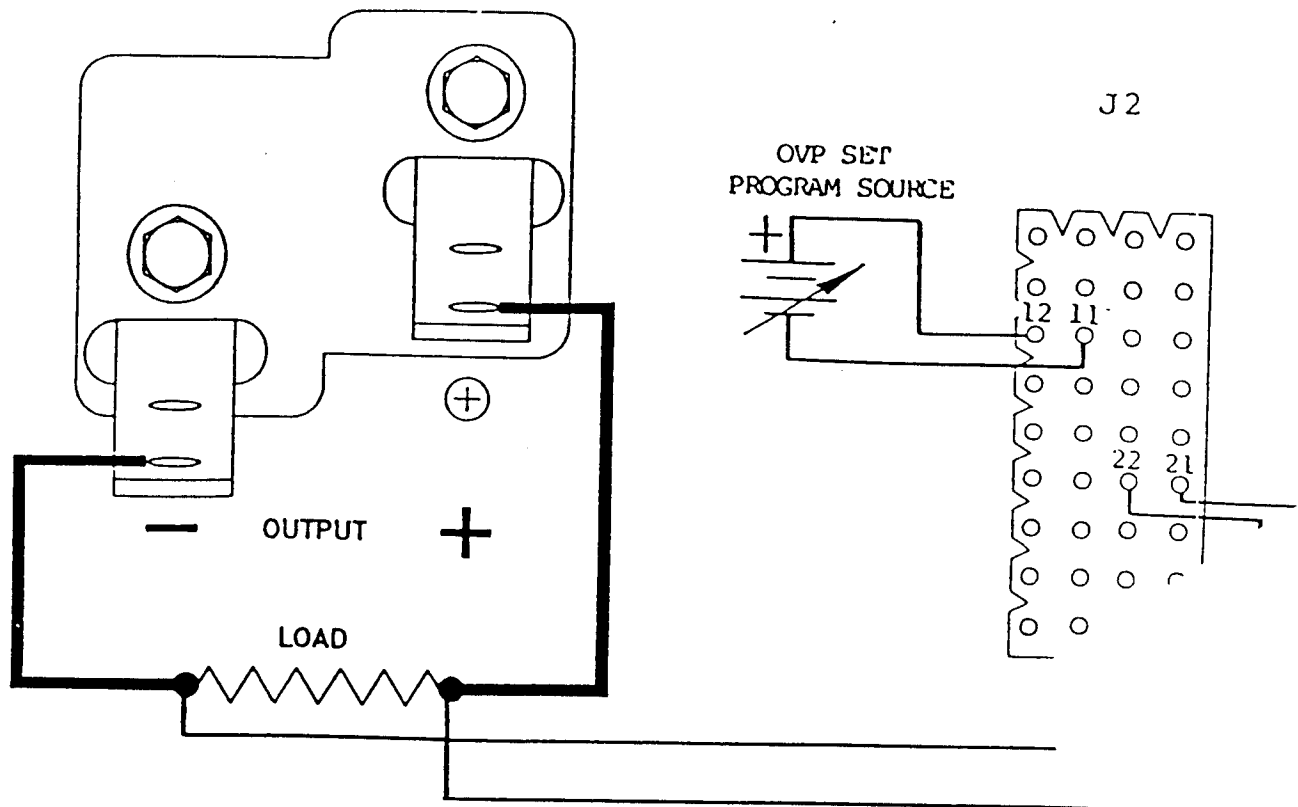 J2
OVP SET
PROGRAM SOURCE
+
12 11
22 21
- OUTPUT +
LOAD